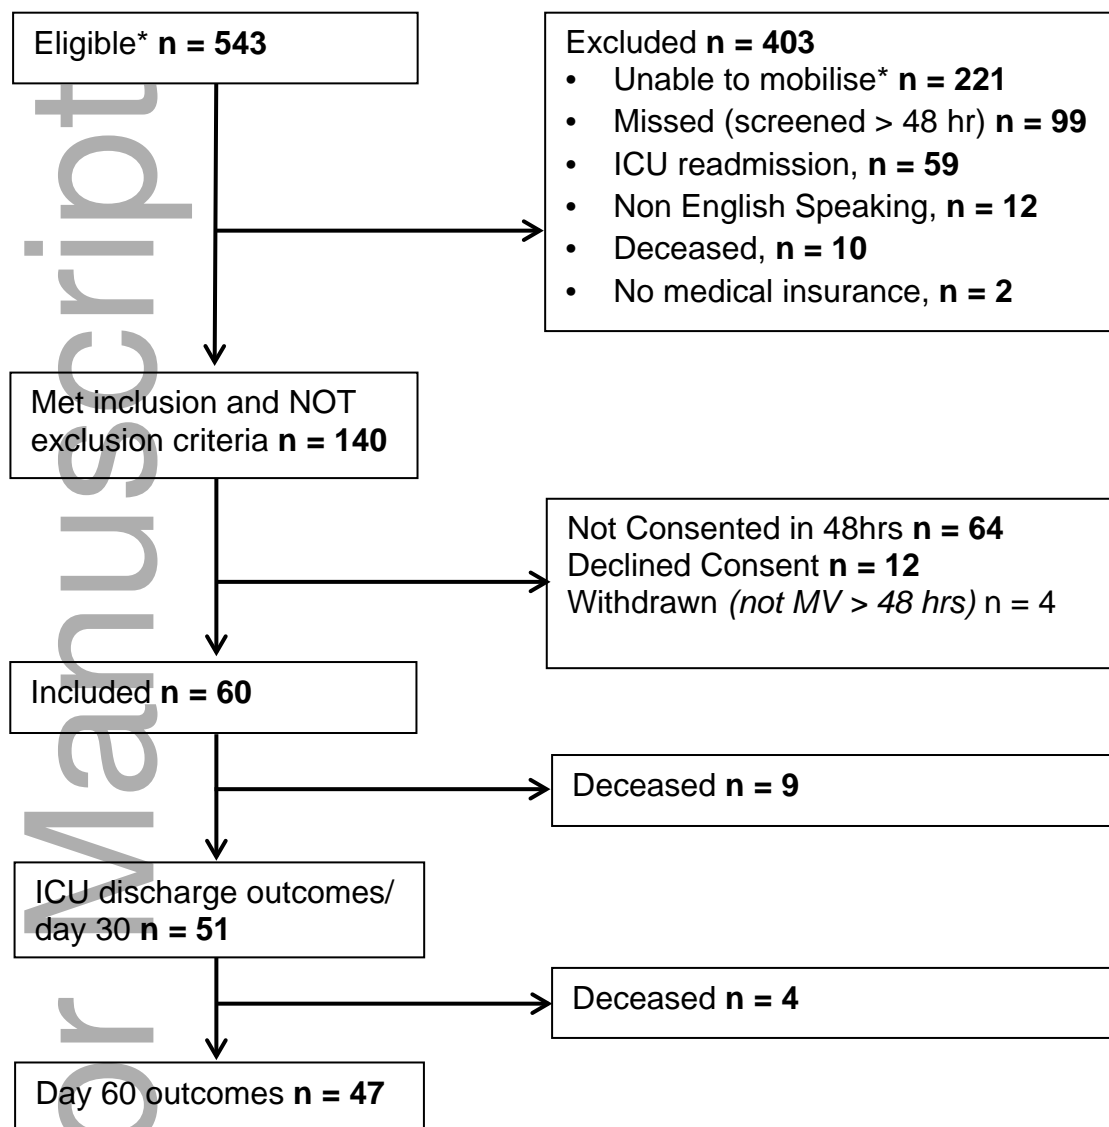 Eligible* n = 543
Excluded n = 403
• Unable to mobilise* n = 221
• Missed (screened > 48 hr) n = 99
• ICU readmission, n = 59
• Non English Speaking, n = 12
• Deceased, n = 10
• No medical insurance, n = 2
Met inclusion and NOT
exclusion criteria n = 140
Not Consented in 48hrs n = 64
Declined Consent n = 12
Withdrawn (not MV > 48 hrs) n = 4
Included n = 60
Deceased n = 9
ICU discharge outcomes/
day 30 n = 51
Deceased n = 4
Day 60 outcomes n = 47
or Manuscript